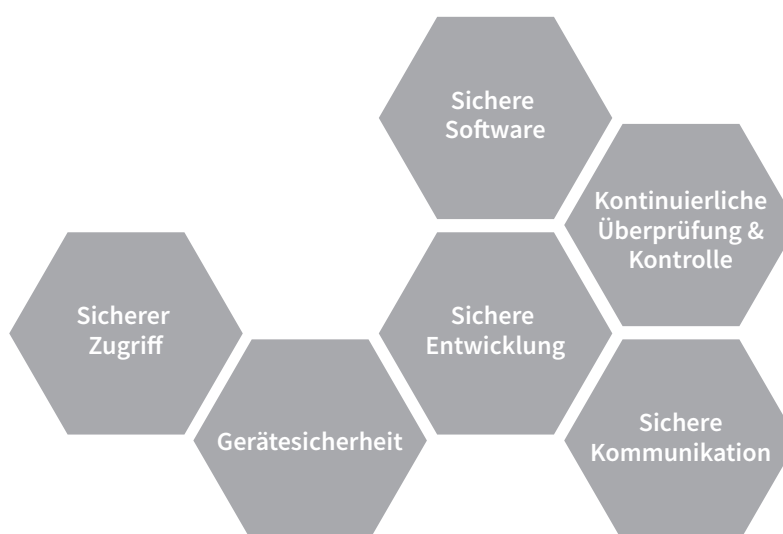 Sichere
Software
Kontinuierliche
Überprüfung &
Kontrolle
Sicherer
Zugriff
Sichere
Entwicklung
Gerätesicherheit
Sichere
Kommunikation